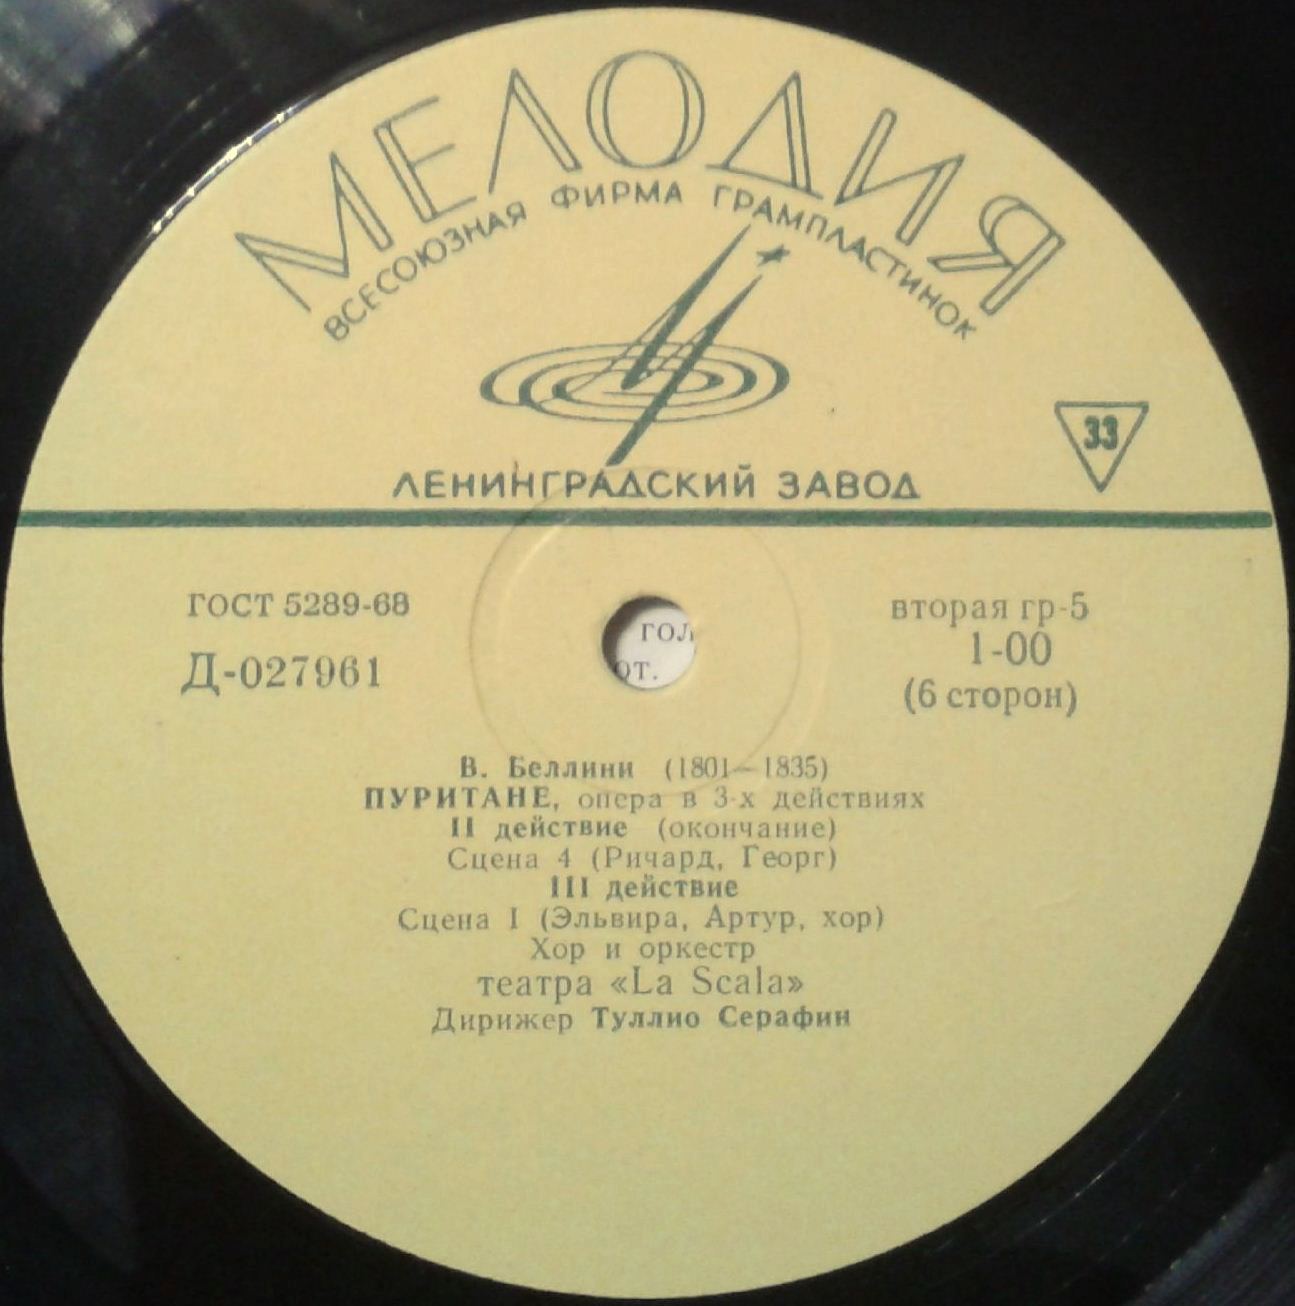 МЕЛОДИЯ
ВСЕСОЮЗНАЯ ФИРМА ГРАМПЛАСТИНОК
33
ЛЕНИНГРАДСКИЙ ЗАВОД
ГОСТ 5289-68
вторая гр-5
Д-027961
1-00
(6 сторон)
гол
от.
В. Беллини (1801—1835)
ПУРИТАНЕ, опера в 3-х действиях
II действие (окончание)
Сцена 4 (Ричард, Георг)
III действие
Сцена I (Эльвира, Артур, хор)
Хор и оркестр
театра «La Scala»
Дирижер Туллио Серафин